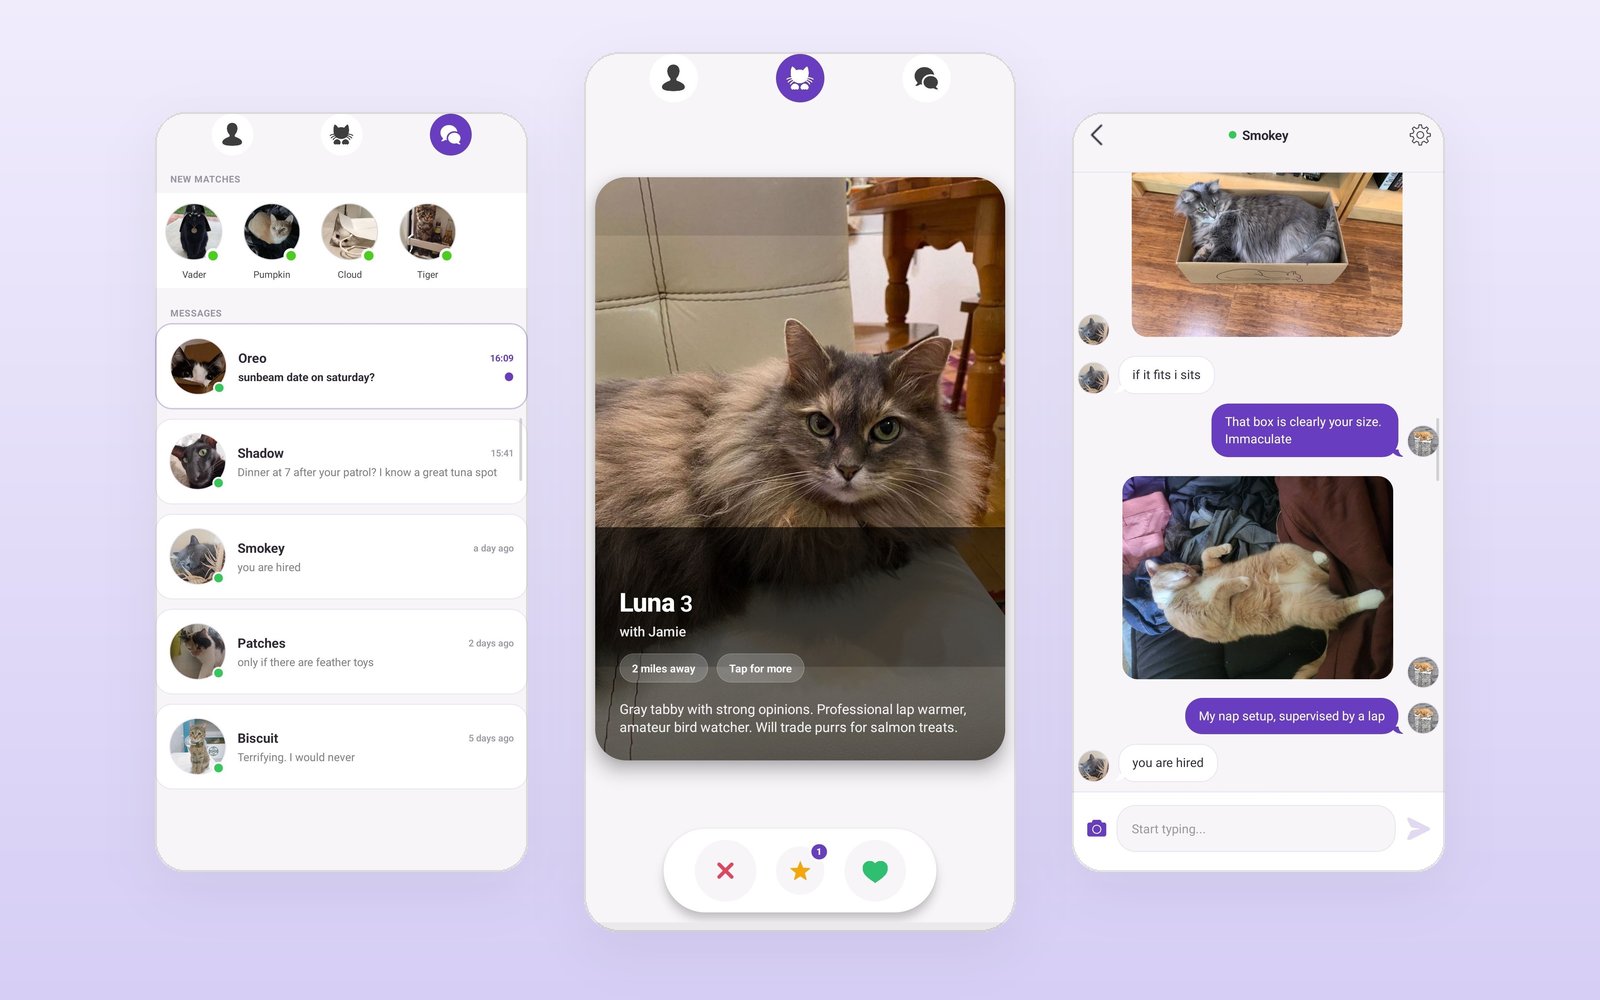 NEW MATCHES
Vader
Pumpkin
Cloud
Tiger
MESSAGES
Oreo
16:09
sunbeam date on saturday?
Shadow
15:41
Dinner at 7 after your patrol? I know a great tuna spot
Smokey
a day ago
you are hired
Patches
2 days ago
only if there are feather toys
Biscuit
5 days ago
Terrifying. I would never
Luna 3
with Jamie
2 miles away
Tap for more
Gray tabby with strong opinions. Professional lap warmer,
amateur bird watcher. Will trade purrs for salmon treats.
1
Smokey
if it fits i sits
That box is clearly your size.
Immaculate
My nap setup, supervised by a lap
you are hired
Start typing...